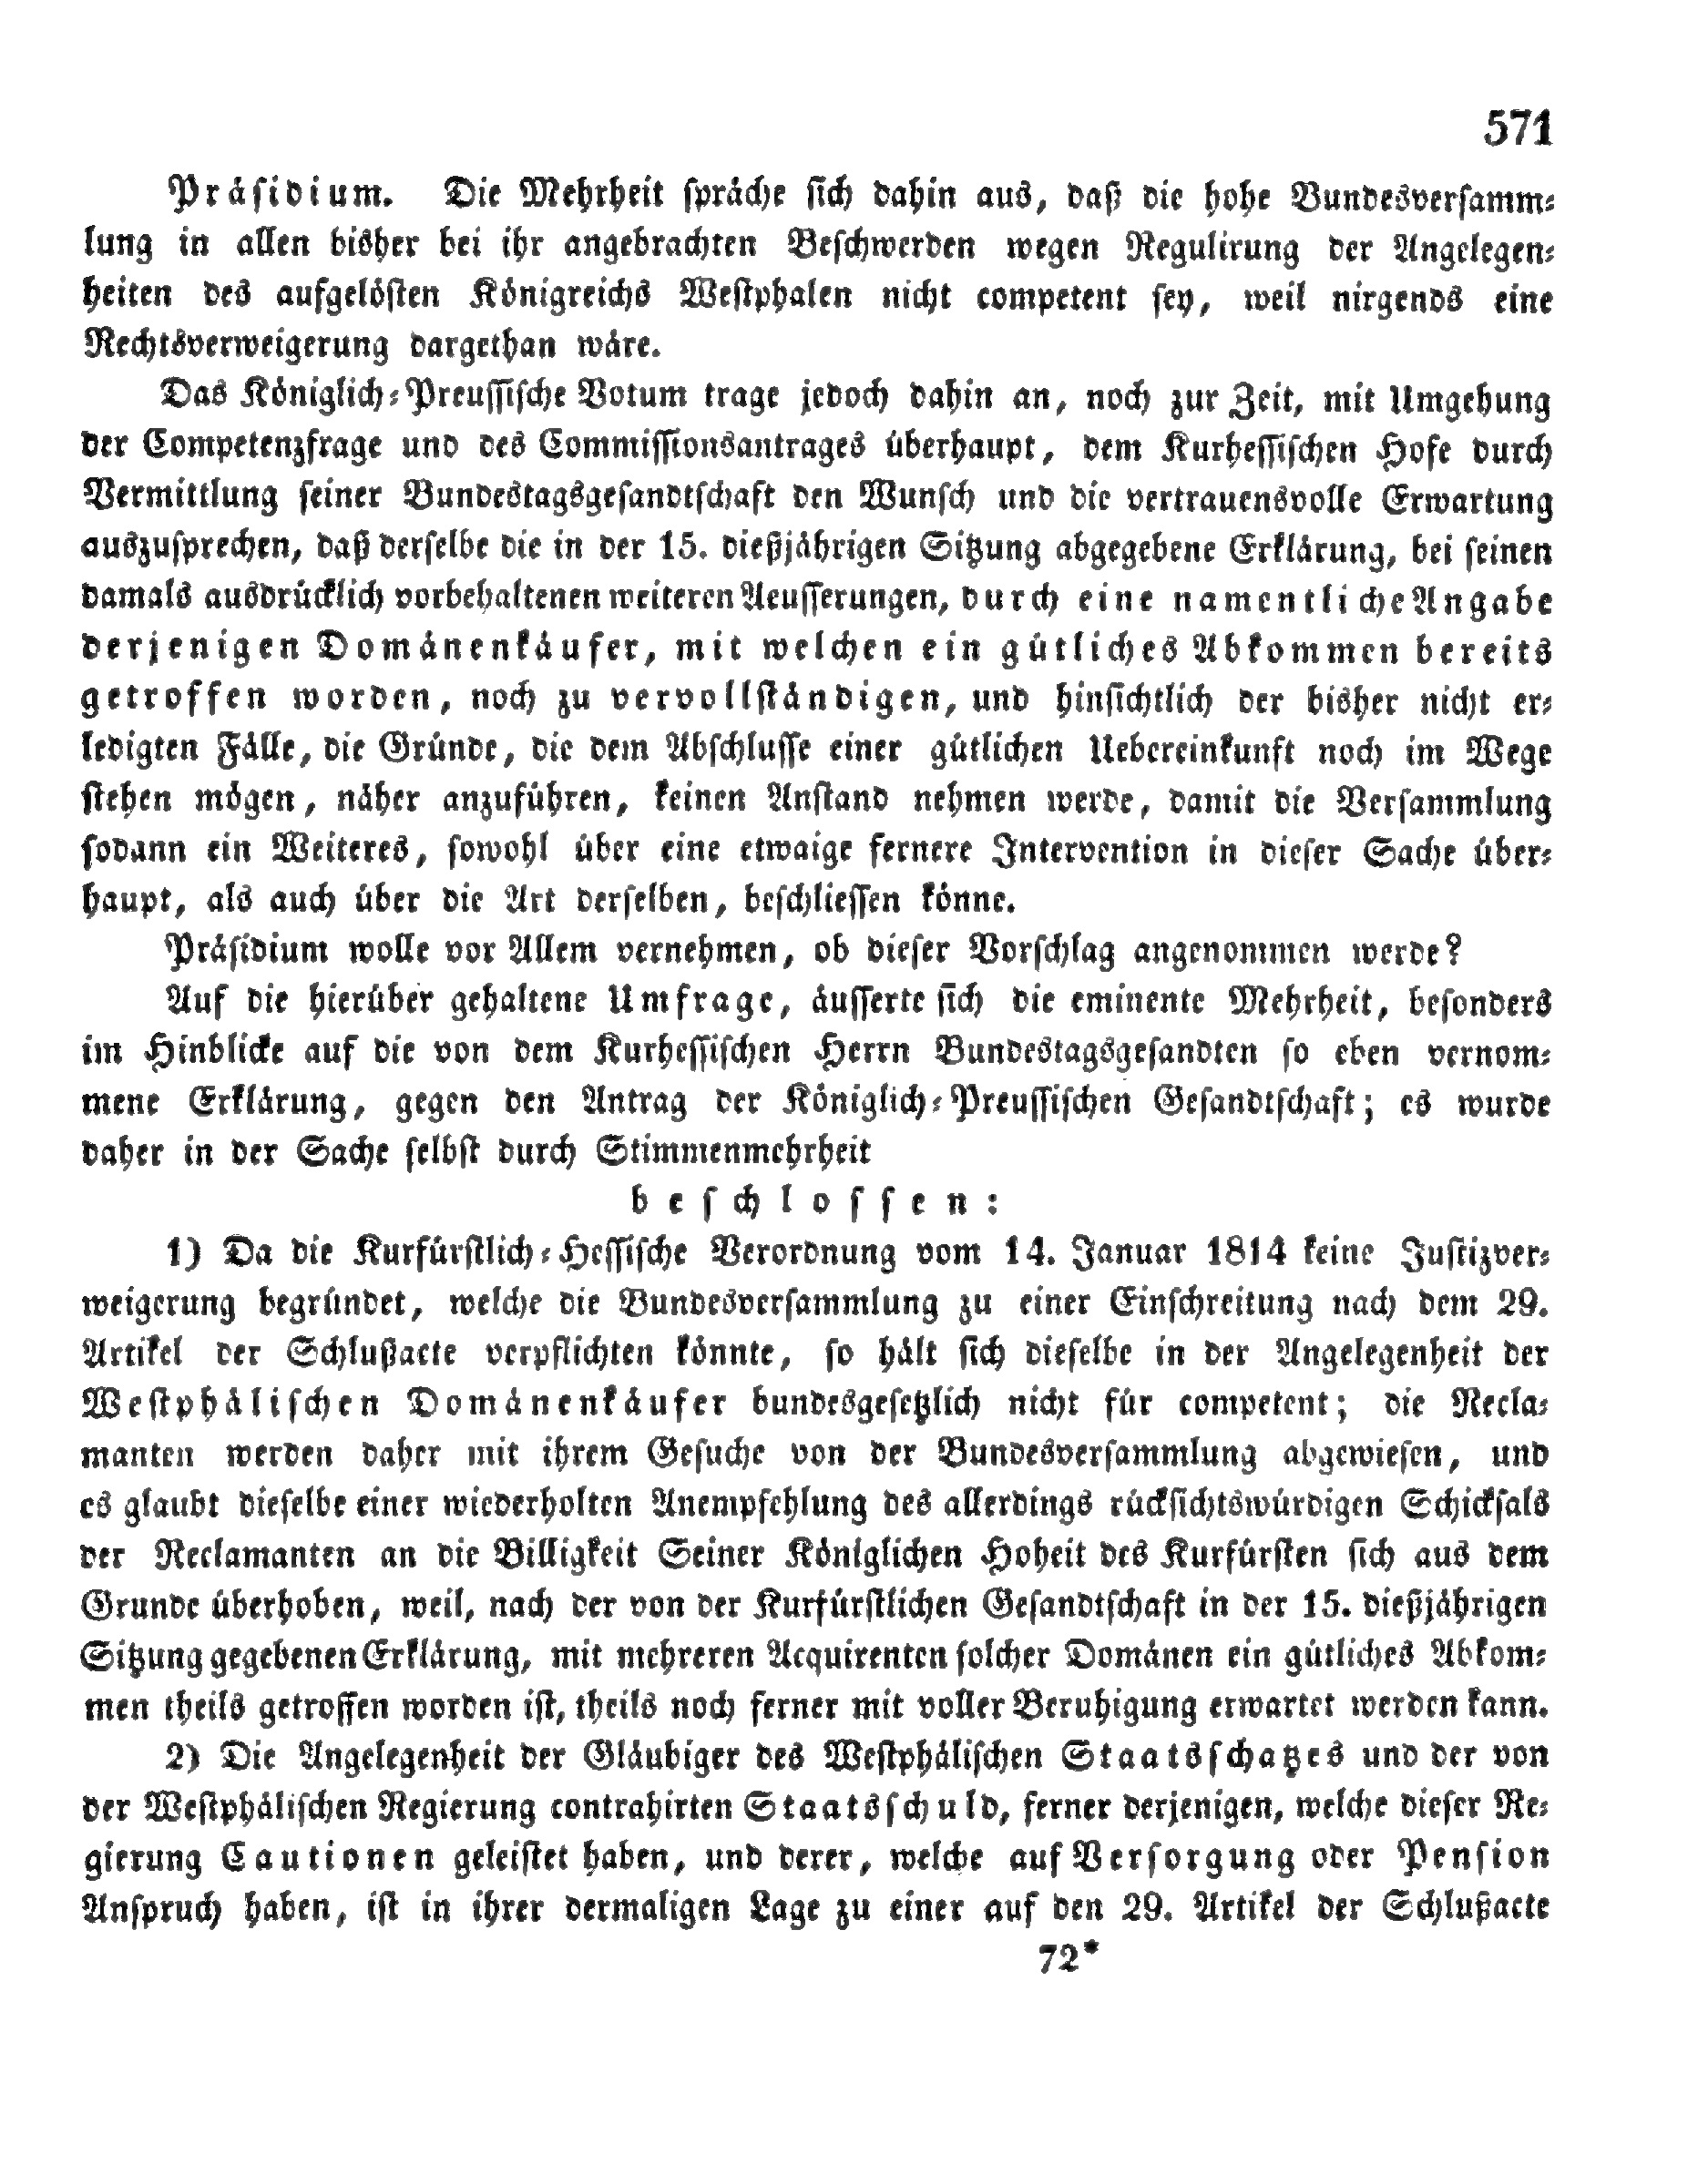 571
Präsidium. Die Mehrheit spräche sich dahin aus, daß die hohe Bundesversamm-
lung in allen bisher bei ihr angebrachten Beschwerden wegen Regulirung der Angelegen-
heiten des aufgelösten Königreichs Westphalen nicht competent sey, weil nirgends eine
Rechtsverweigerung dargethan wäre.
Das Königlich-Preussische Votum trage jedoch dahin an, noch zur Zeit, mit Umgehung
der Competenzfrage und des Commissionsantrages überhaupt, dem Kurhessischen Hofe durch
Vermittlung seiner Bundestagsgesandtschaft den Wunsch und die vertrauensvolle Erwartung
auszusprechen, daß derselbe die in der 15. dießjährigen Sitzung abgegebene Erklärung, bei seinen
damals ausdrücklich vorbehaltenen weiteren Aeusserungen, durch eine namentliche Angabe
derjenigen Domänenkäufer, mit welchen ein gütliches Abkommen bereits
getroffen worden, noch zu vervollständigen, und hinsichtlich der bisher nicht er-
ledigten Fälle, die Gründe, die dem Abschlusse einer gütlichen Uebereinkunft noch im Wege
stehen mögen, näher anzuführen, keinen Anstand nehmen werde, damit die Versammlung
sodann ein Weiteres, sowohl über eine etwaige fernere Intervention in dieser Sache über-
haupt, als auch über die Art derselben, beschliessen könne.
Präsidium wolle vor Allem vernehmen, ob dieser Vorschlag angenommen werde?
Auf die hierüber gehaltene Umfrage, äusserte sich die eminente Mehrheit, besonders
im Hinblicke auf die von dem Kurhessischen Herrn Bundestagsgesandten so eben vernom-
mene Erklärung, gegen den Antrag der Königlich-Preussischen Gesandtschaft; es wurde
daher in der Sache selbst durch Stimmenmehrheit
beschlossen:
1) Da die Kurfürstlich-Hessische Verordnung vom 14. Januar 1814 keine Justizver-
weigerung begründet, welche die Bundesversammlung zu einer Einschreitung nach dem 29.
Artikel der Schlußacte verpflichten könnte, so hält sich dieselbe in der Angelegenheit der
Westphälischen Domänenkäufer bundesgesetzlich nicht für competent; die Recla-
manten werden daher mit ihrem Gesuche von der Bundesversammlung abgewiesen, und
es glaubt dieselbe einer wiederholten Anempfehlung des allerdings rücksichtswürdigen Schicksals
der Reclamanten an die Billigkeit Seiner Königlichen Hoheit des Kurfürsten sich aus dem
Grunde überhoben, weil, nach der von der Kurfürstlichen Gesandtschaft in der 15. dießjährigen
Sitzung gegebenen Erklärung, mit mehreren Acquirenten solcher Domänen ein gütliches Abkom-
men theils getroffen worden ist, theils noch ferner mit voller Beruhigung erwartet werden kann.
2) Die Angelegenheit der Gläubiger des Westphälischen Staatsschatzes und der von
der Westphälischen Regierung contrahirten Staatsschuld, ferner derjenigen, welche dieser Re-
gierung Cautionen geleistet haben, und derer, welche auf Versorgung oder Pension
Anspruch haben, ist in ihrer dermaligen Lage zu einer auf den 29. Artikel der Schlußacte
72*